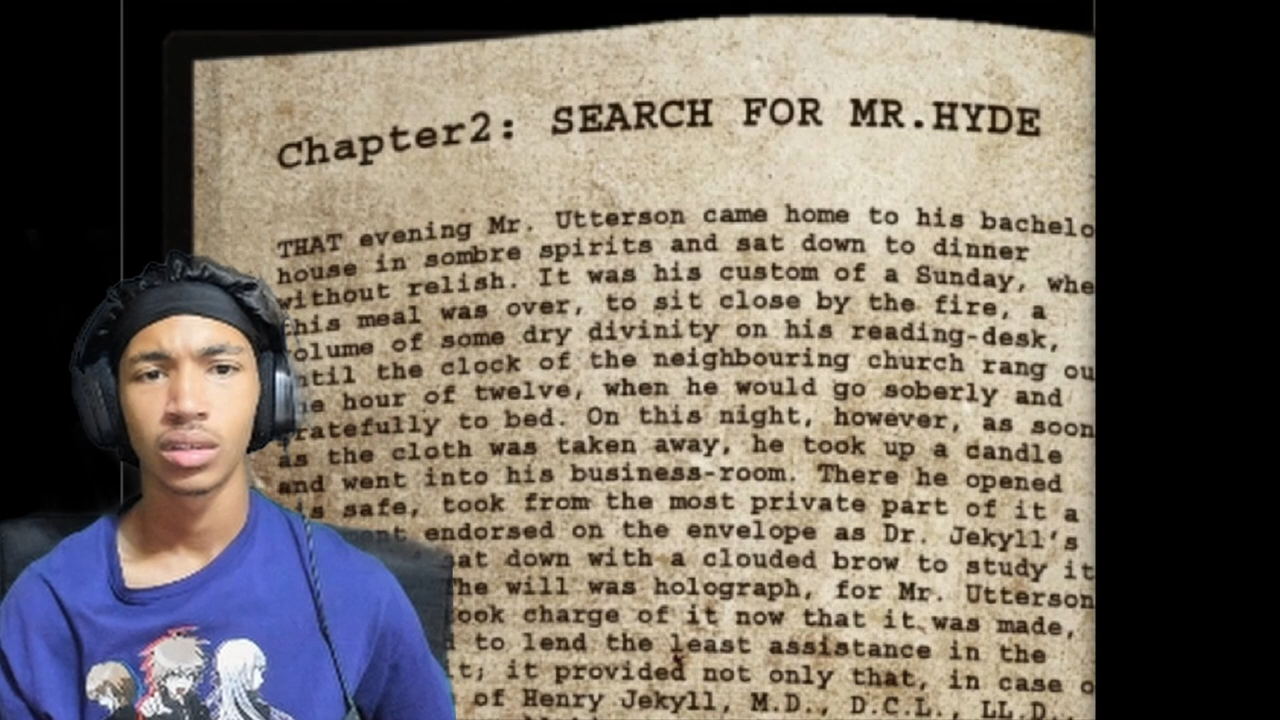 Chapter2: SEARCH FOR MR.HYDE
THAT evening Mr. Utterson came home to his bachelo
house in sombre spirits and sat down to dinner
without relish. It was his custom of a Sunday, whe
this meal was over, to sit close by the fire, a
volume of some dry divinity on his reading-desk,
ntil the clock of the neighbouring church rang ou
he hour of twelve, when he would go soberly and
gratefully to bed. On this night, however, as soon
as the cloth was taken away, he took up a candle
and went into his business-room. There he opened
is safe, took from the most private part of it a
ent endorsed on the envelope as Dr. Jekyll's
sat down with a clouded brow to study it
The will was holograph, for Mr. Utterson
ook charge of it now that it was made,
d to lend the least assistance in the
it; it provided not only that, in case o
of Henry Jekyll, M.D., D.C.L., LL.D.,